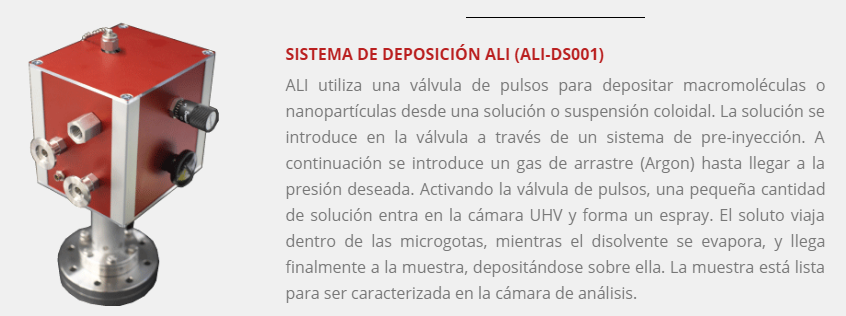 SISTEMA DE DEPOSICIÓN ALI (ALI-DS001)
ALI utiliza una válvula de pulsos para depositar macromoléculas o
nanopartículas desde una solución o suspensión coloidal. La solución se
introduce en la válvula a través de un sistema de pre-inyección. A
continuación se introduce un gas de arrastre (Argon) hasta llegar a la
presión deseada. Activando la válvula de pulsos, una pequeña cantidad
de solución entra en la cámara UHV y forma un espray. El soluto viaja
dentro de las microgotas, mientras el disolvente se evapora, y llega
finalmente a la muestra, depositándose sobre ella. La muestra está lista
para ser caracterizada en la cámara de análisis.